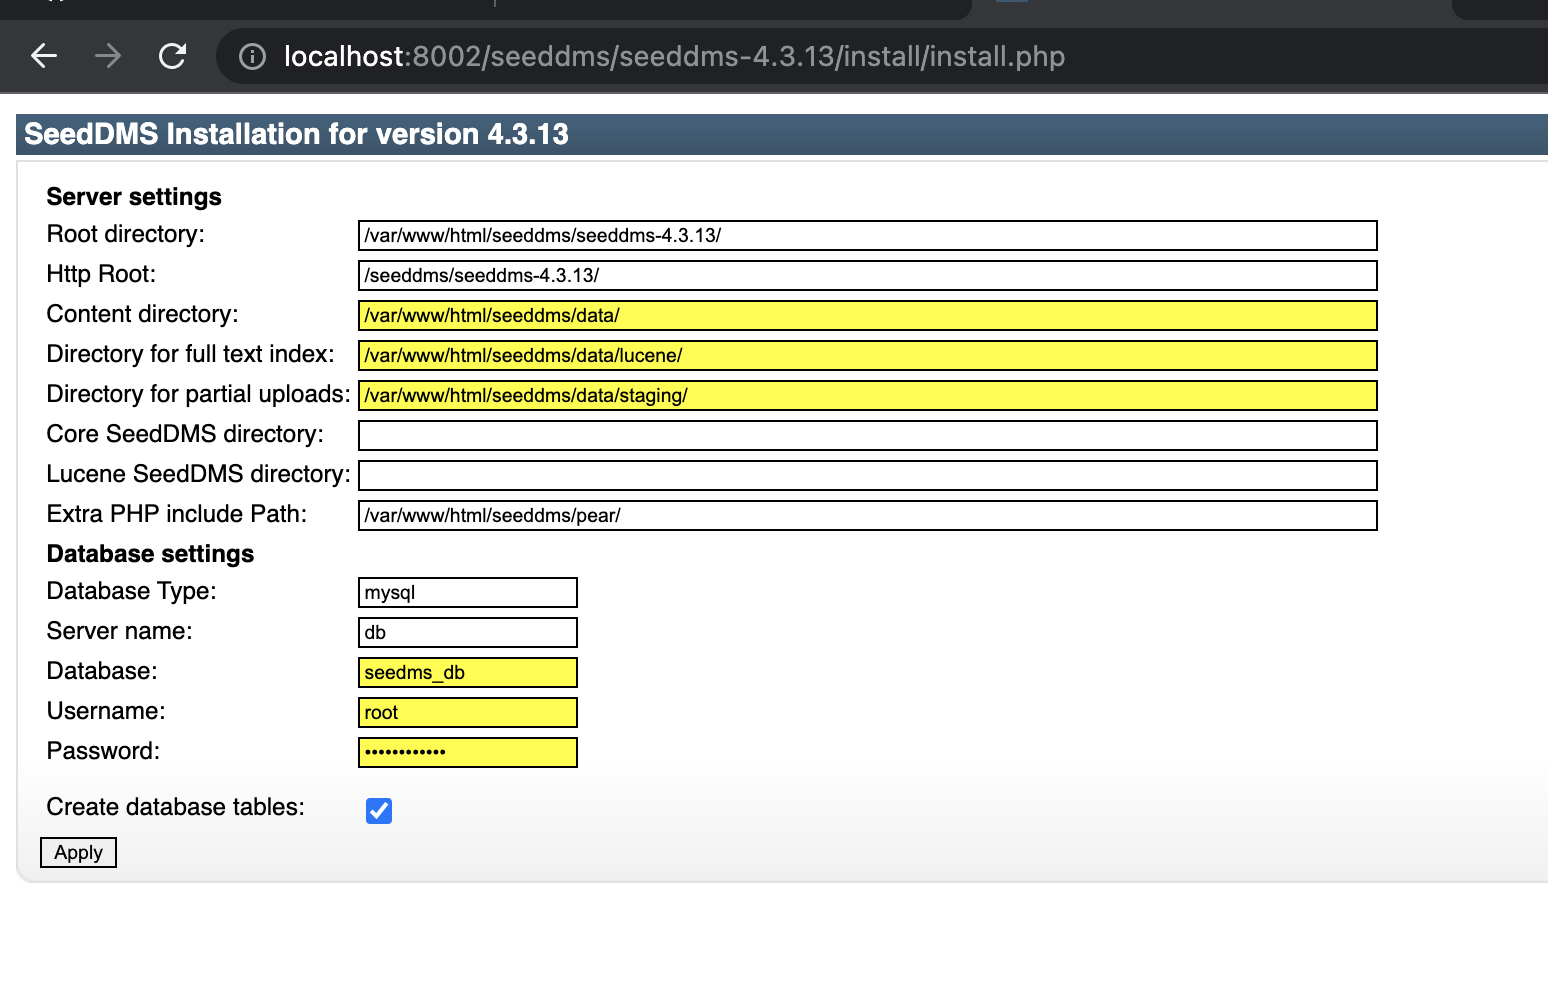 localhost:8002/seeddms/seeddms-4.3.13/install/install.php
SeedDMS Installation for version 4.3.13
Server settings
Root directory: /var/www/html/seeddms/seeddms-4.3.13/
Http Root: /seeddms/seeddms-4.3.13/
Content directory: /var/www/html/seeddms/data/
Directory for full text index: /var/www/html/seeddms/data/lucene/
Directory for partial uploads: /var/www/html/seeddms/data/staging/
Core SeedDMS directory:
Lucene SeedDMS directory:
Extra PHP include Path: /var/www/html/seeddms/pear/
Database settings
Database Type: mysql
Server name: db
Database: seedms_db
Username: root
Password: ••••••••••••
Create database tables:
Apply